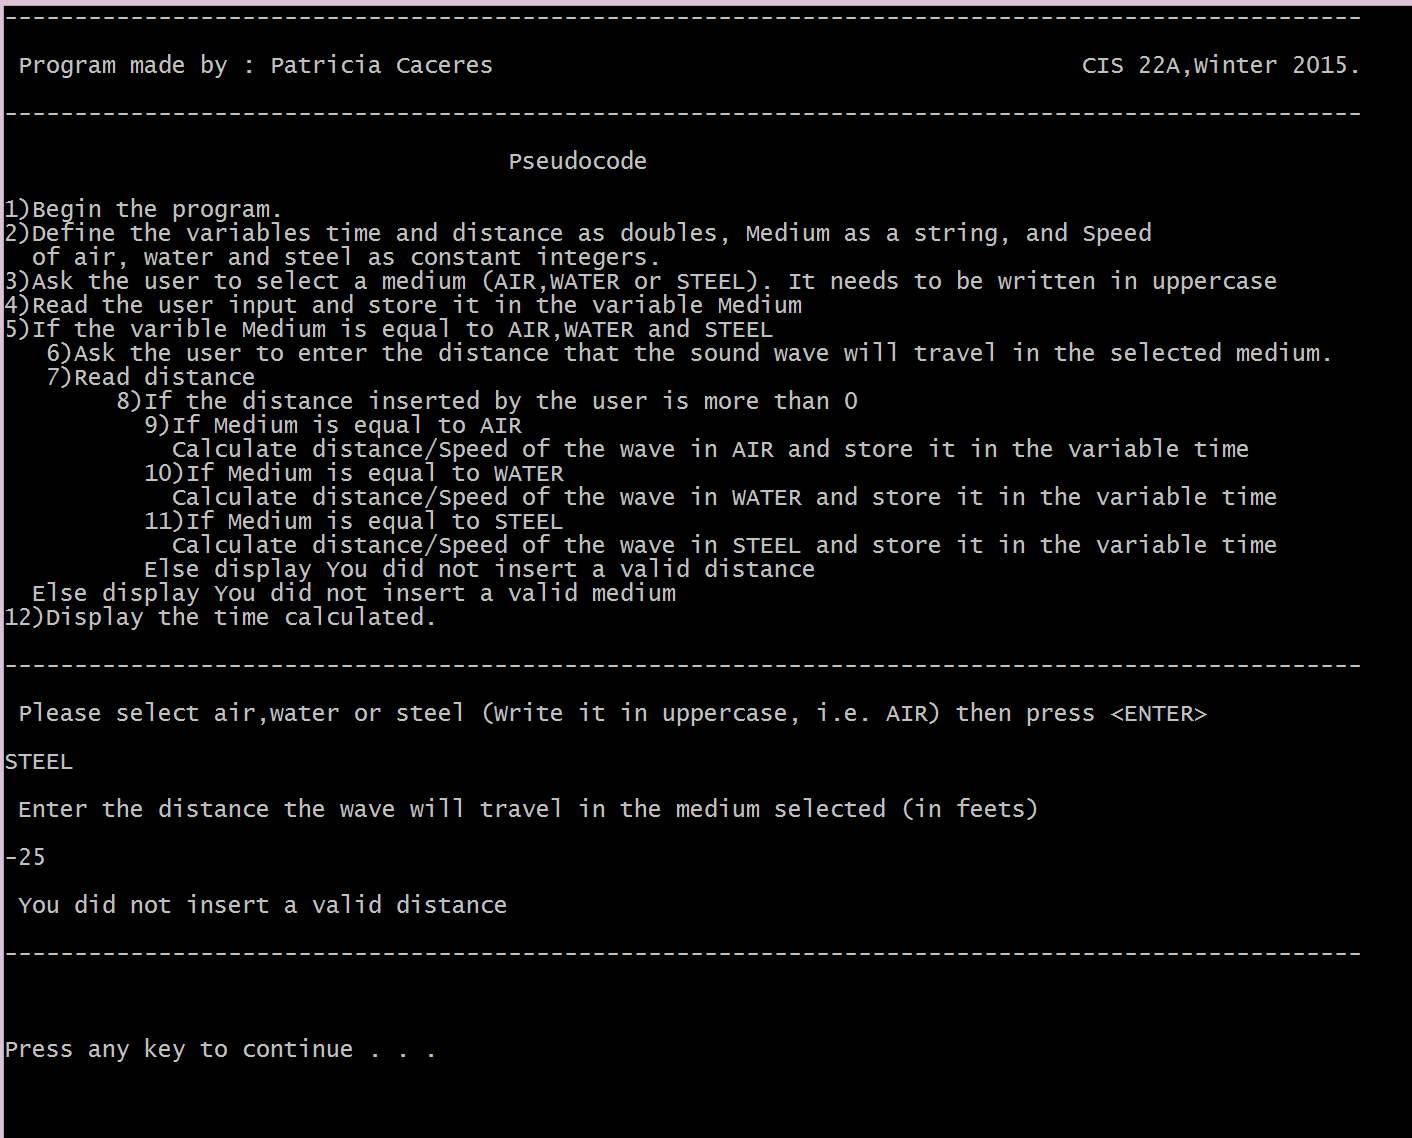 Program made by : Patricia Caceres CIS 22A,Winter 2015.
Pseudocode
1)Begin the program.
2)Define the variables time and distance as doubles, Medium as a string, and Speed
of air, water and steel as constant integers.
3)Ask the user to select a medium (AIR,WATER or STEEL). It needs to be written in uppercase
4)Read the user input and store it in the variable Medium
5)If the varible Medium is equal to AIR,WATER and STEEL
6)Ask the user to enter the distance that the sound wave will travel in the selected medium.
7)Read distance
8)If the distance inserted by the user is more than 0
9)If Medium is equal to AIR
Calculate distance/Speed of the wave in AIR and store it in the variable time
10)If Medium is equal to WATER
Calculate distance/Speed of the wave in WATER and store it in the variable time
11)If Medium is equal to STEEL
Calculate distance/Speed of the wave in STEEL and store it in the variable time
Else display You did not insert a valid distance
Else display You did not insert a valid medium
12)Display the time calculated.
Please select air,water or steel (Write it in uppercase, i.e. AIR) then press <ENTER>
STEEL
Enter the distance the wave will travel in the medium selected (in feets)
-25
You did not insert a valid distance
Press any key to continue . . .